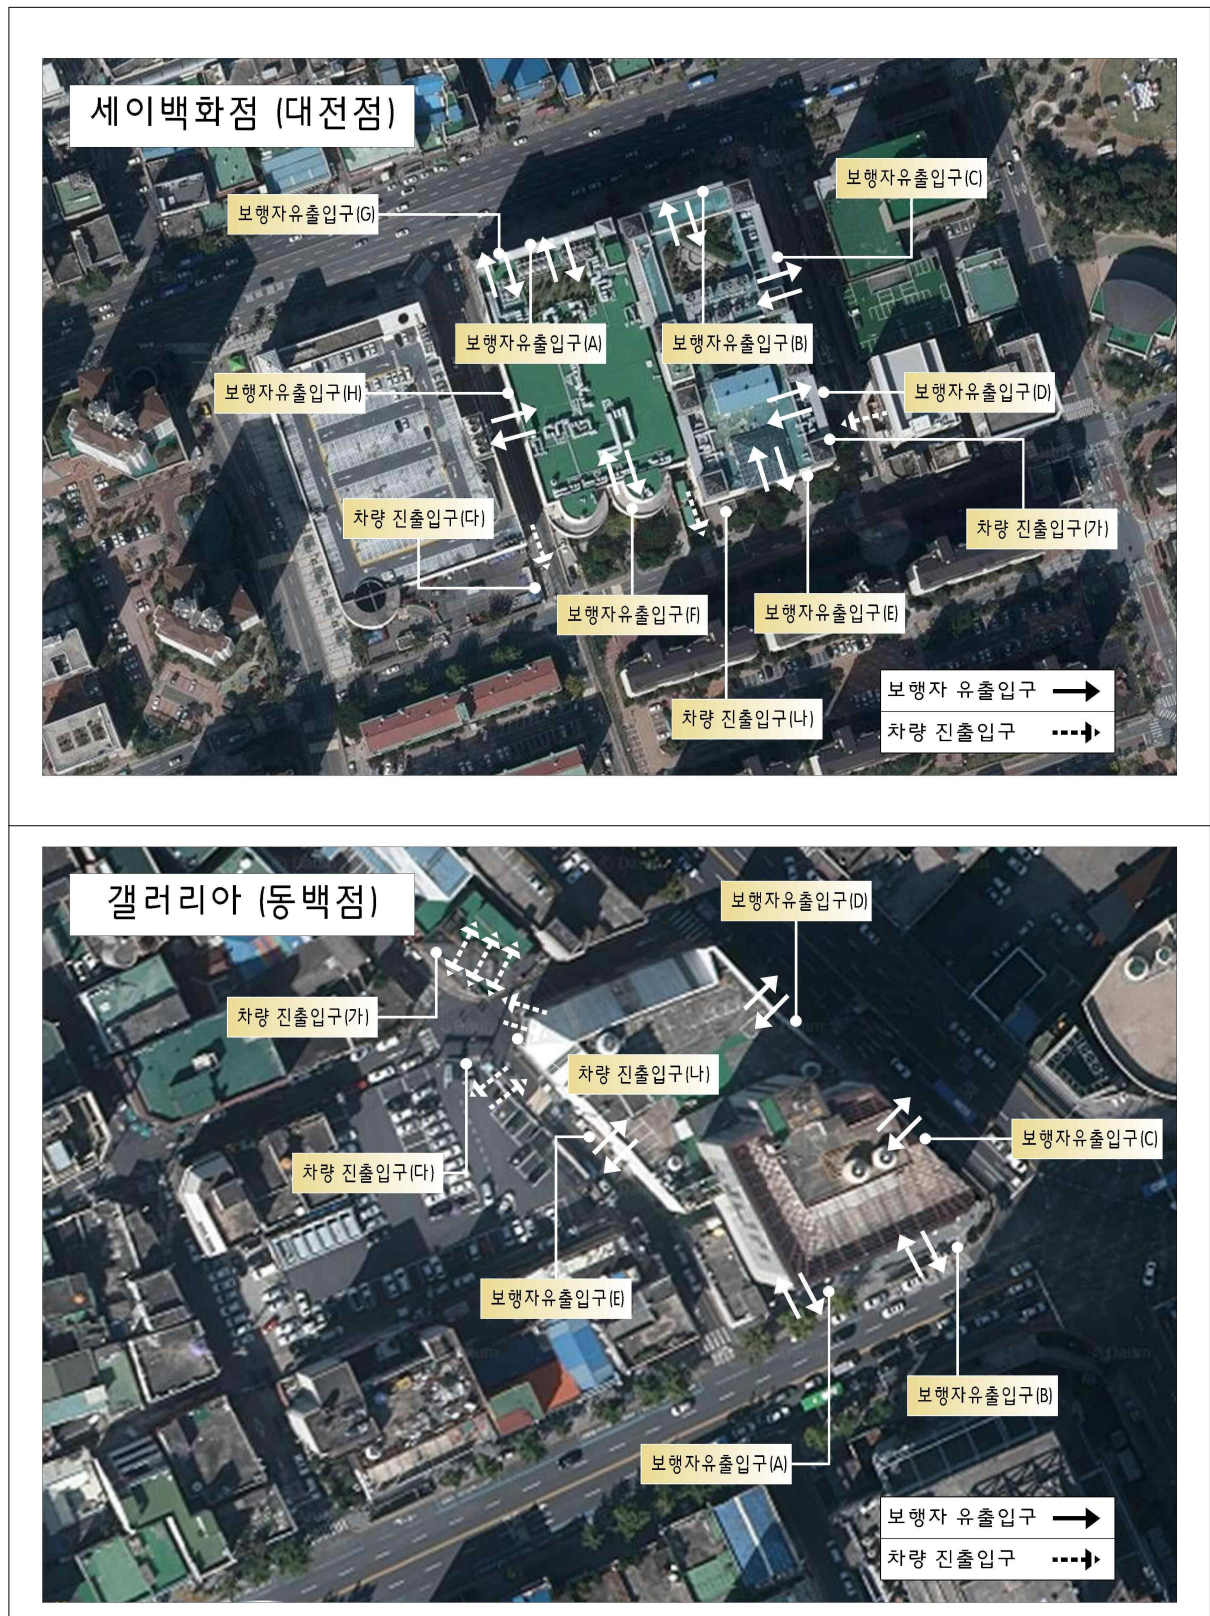 세이백화점 (대전점)
보행자유출입구(C)
보행자유출입구(G)
보행자유출입구(A)
보행자유출입구(B)
보행자유출입구(H)
보행자유출입구(D)
차량 진출입구(다)
차량 진출입구(가)
보행자유출입구(F)
보행자유출입구(E)
차량 진출입구(나)
보행자 유출입구
차량 진출입구
갤러리아 (동백점)
보행자유출입구(D)
차량 진출입구(가)
차량 진출입구(나)
보행자유출입구(C)
차량 진출입구(다)
보행자유출입구(E)
보행자유출입구(B)
보행자유출입구(A)
보행자 유출입구
차량 진출입구